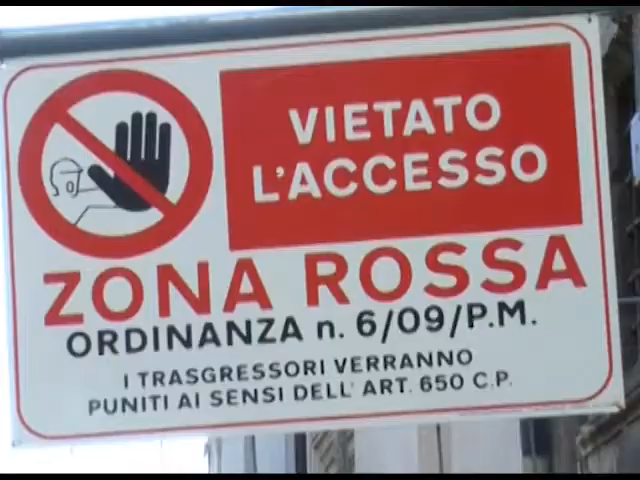 VIETATO
L'ACCESSO
ZONA ROSSA
ORDINANZA n. 6/09/P.M.
I TRASGRESSORI VERRANNO
PUNITI AI SENSI DELL' ART. 650 C.P.